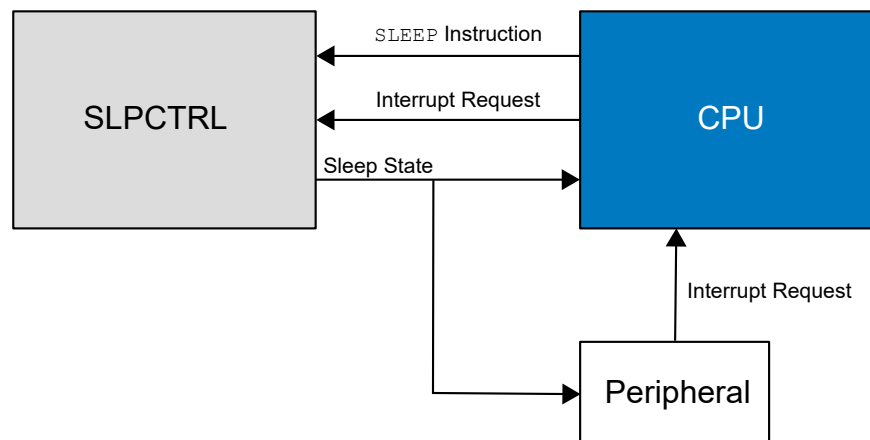 SLEEP Instruction
SLPCTRL
Interrupt Request
CPU
Sleep State
Interrupt Request
Peripheral